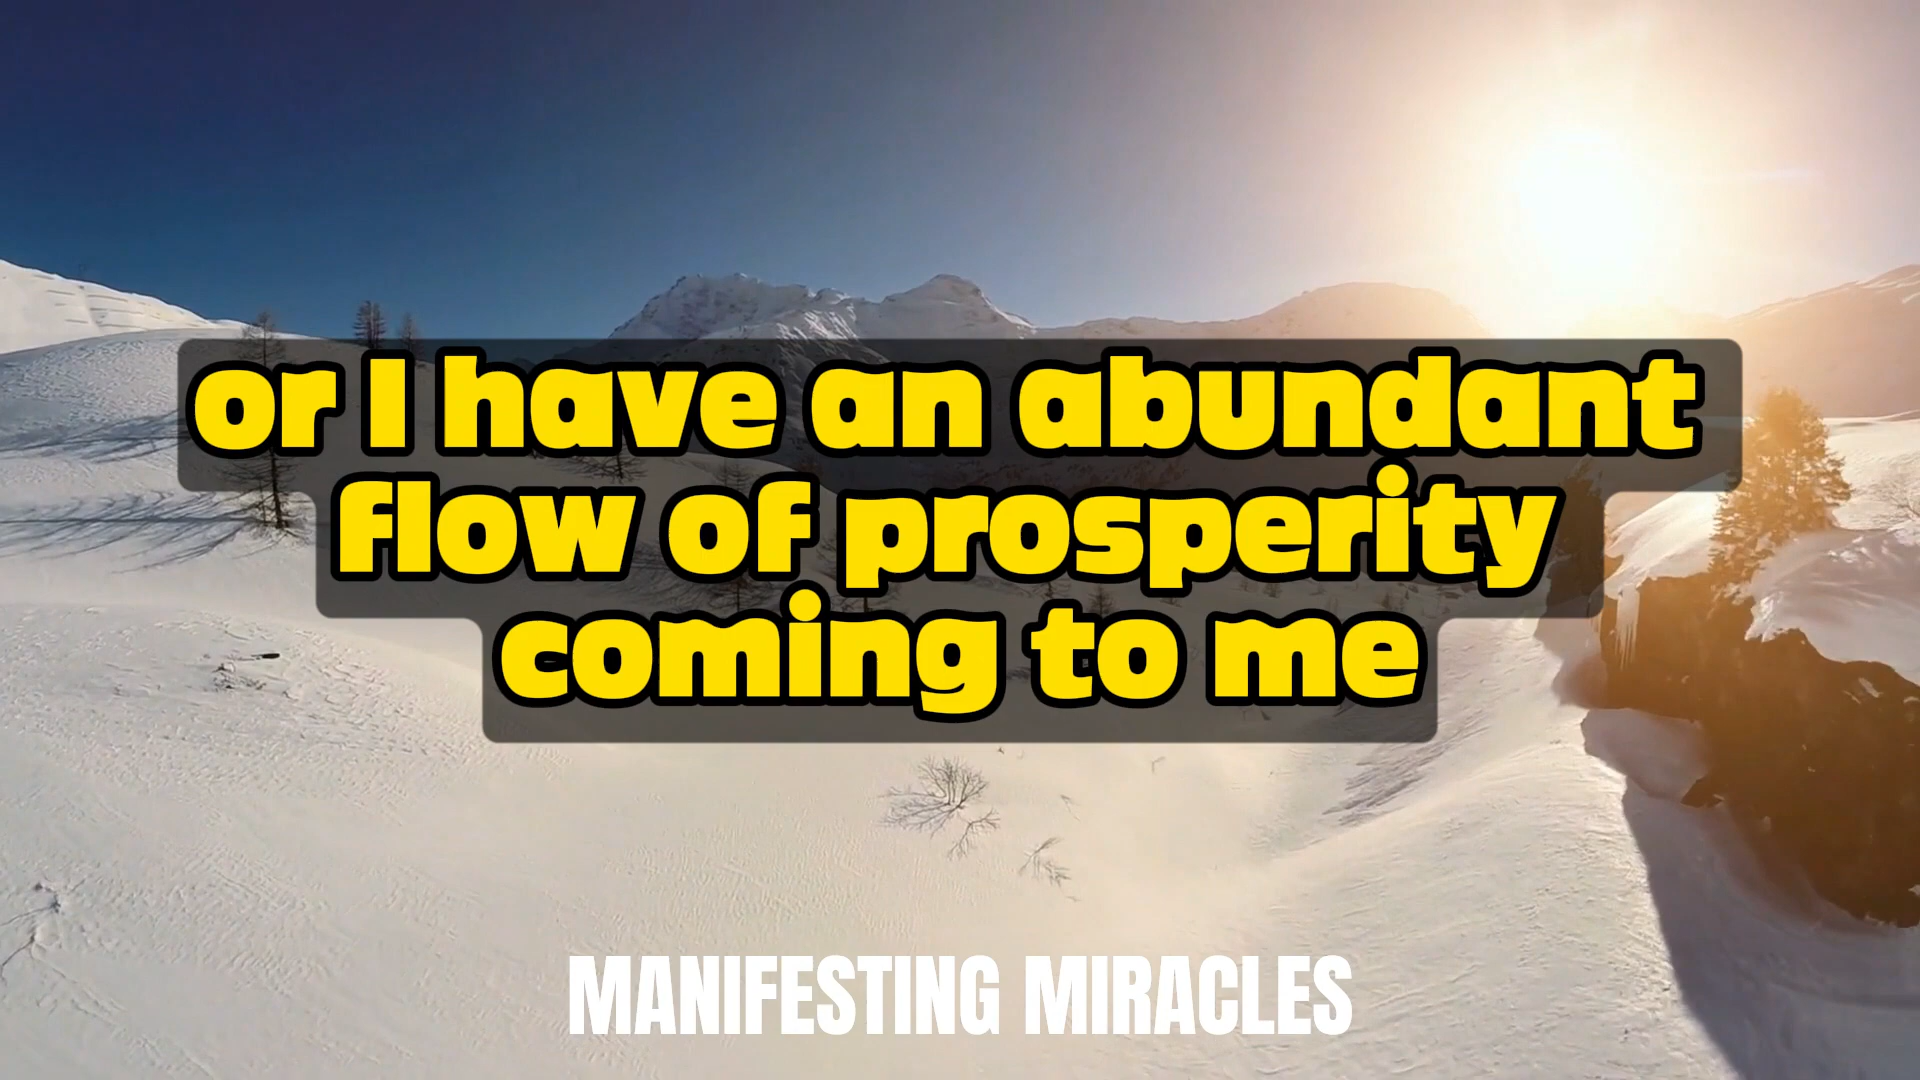 or I have an abundant
flow of prosperity
coming to me
MANIFESTING MIRACLES